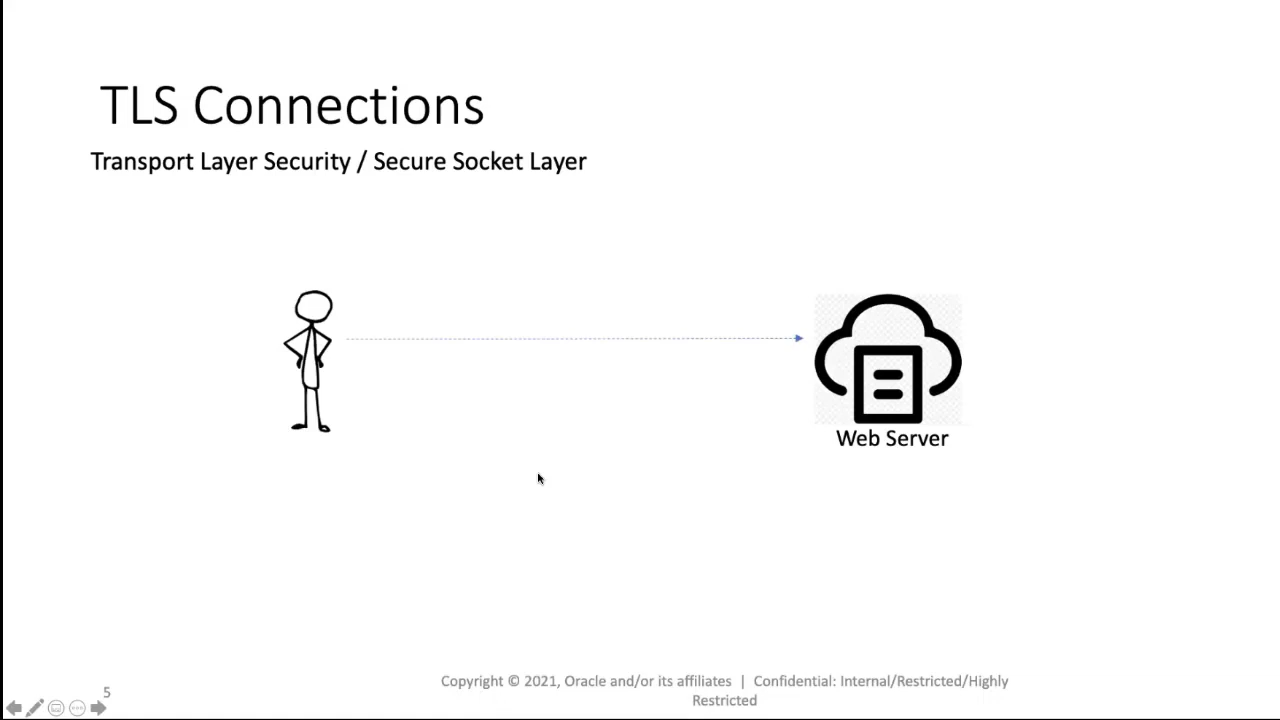 TLS Connections
Transport Layer Security / Secure Socket Layer
Web Server
5
Copyright © 2021, Oracle and/or its affiliates | Confidential: Internal/Restricted/Highly
Restricted